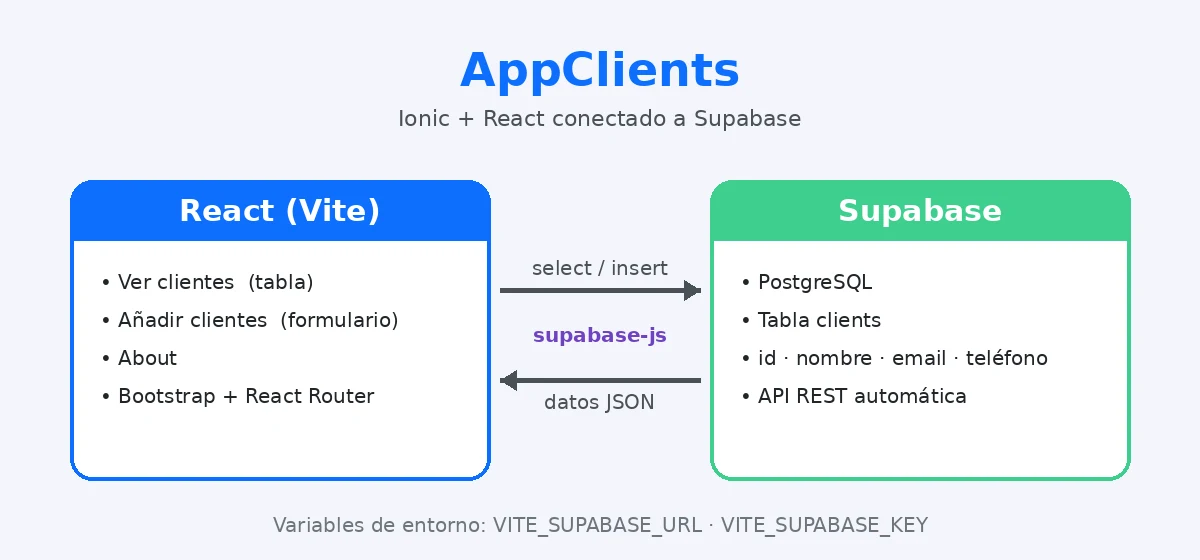 AppClients
Ionic + React conectado a Supabase
React (Vite)
• Ver clientes  (tabla)
• Añadir clientes  (formulario)
• About
• Bootstrap + React Router
select / insert
supabase-js
datos JSON
Supabase
• PostgreSQL
• Tabla clients
• id · nombre · email · teléfono
• API REST automática
Variables de entorno: VITE_SUPABASE_URL · VITE_SUPABASE_KEY